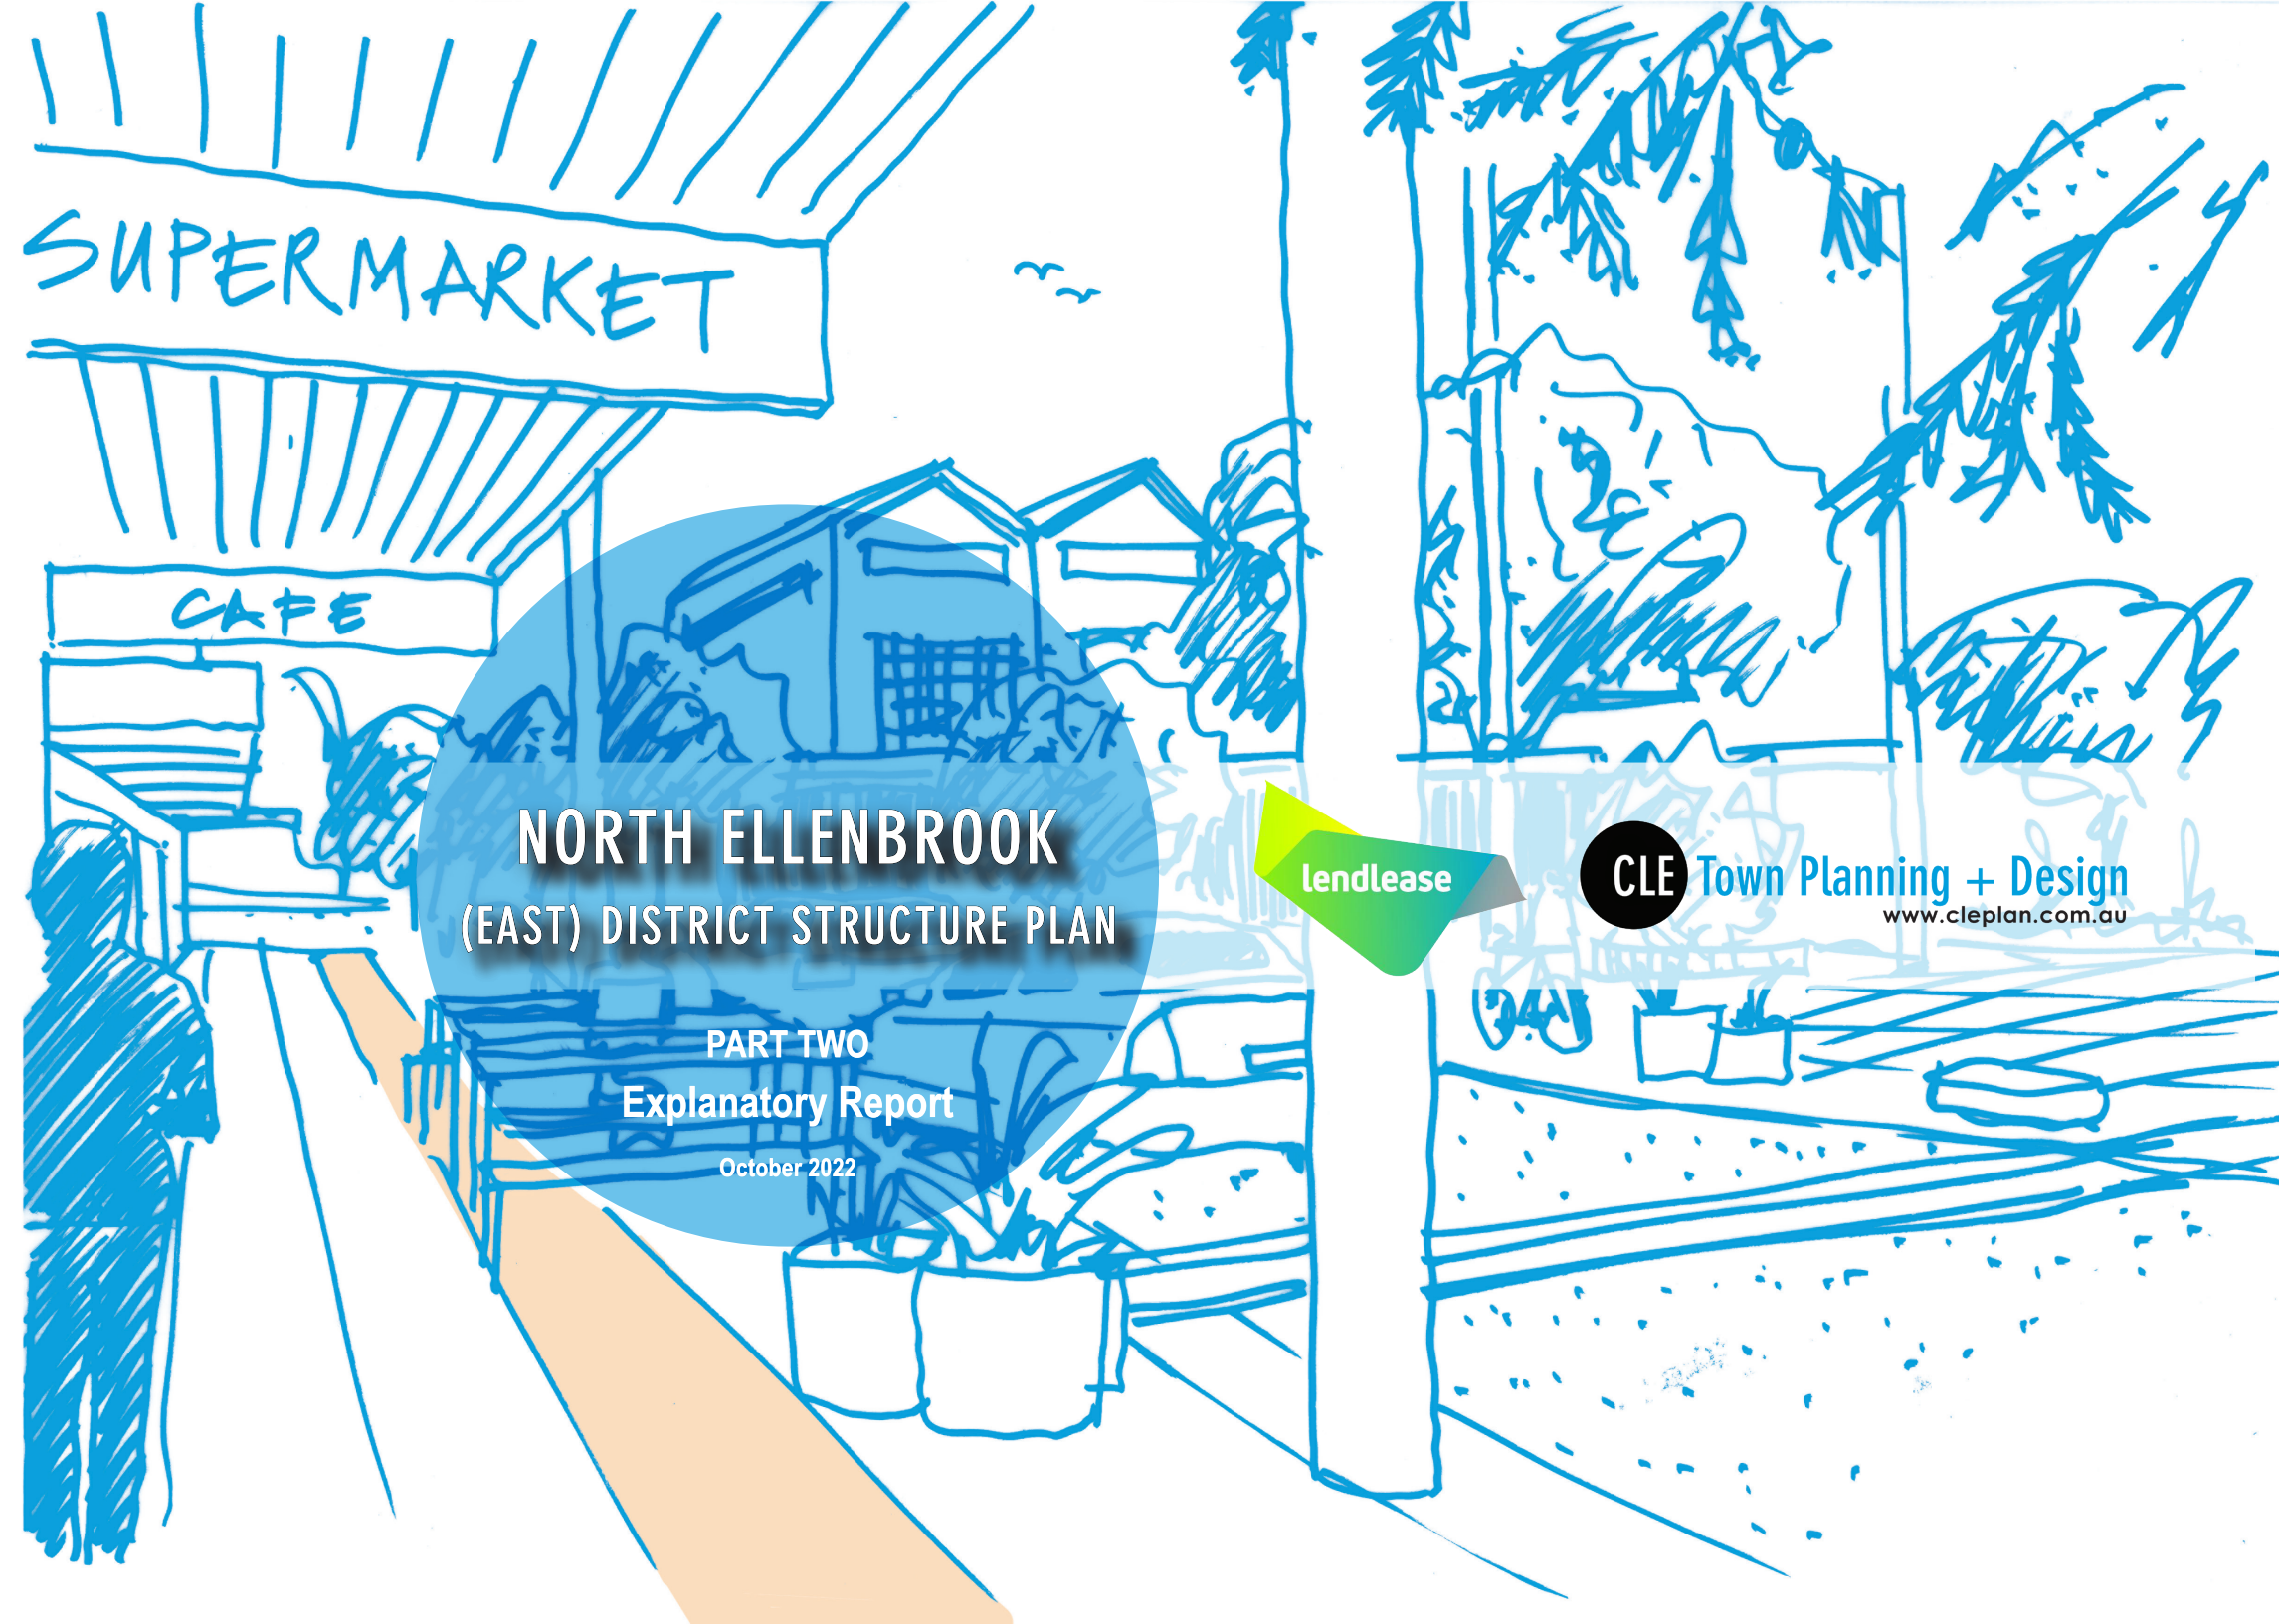 SUPERMARKET
CAFE
NORTH ELLENBROOK
(EAST) DISTRICT STRUCTURE PLAN
PART TWO
Explanatory Report
October 2022
lendlease
CLE Town Planning + Design
www.cleplan.com.au